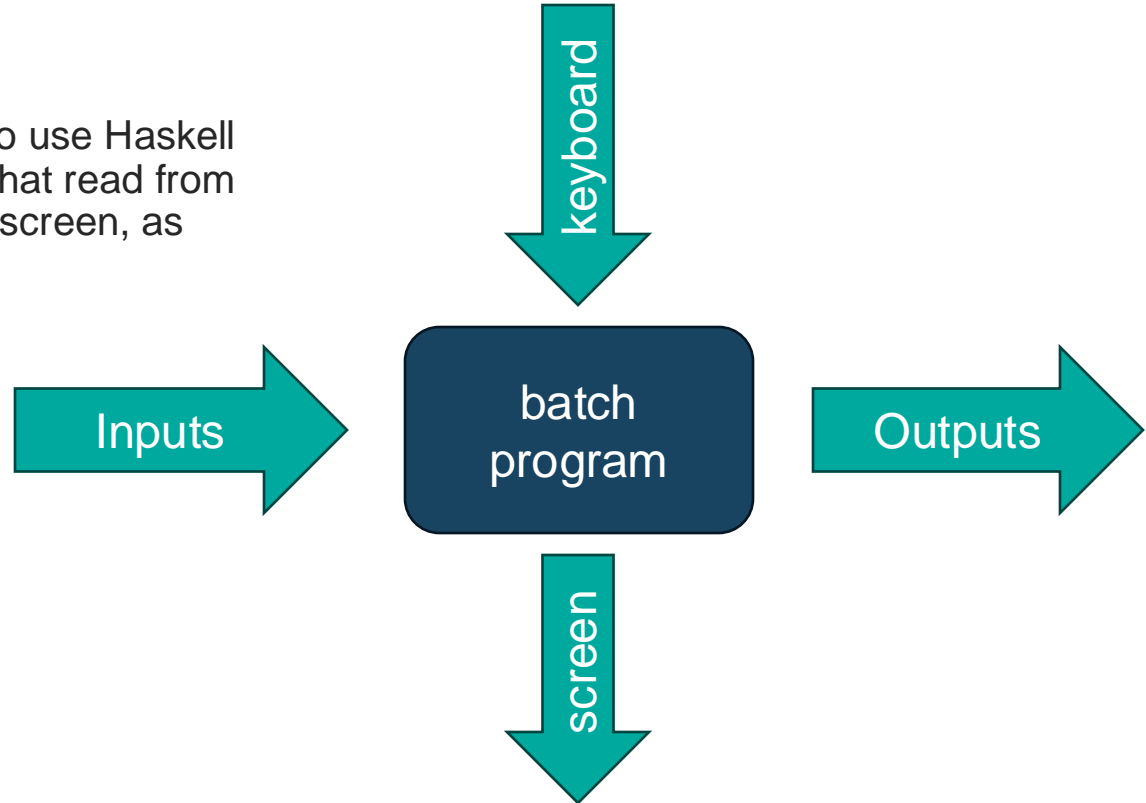 o use Haskell
hat read from
screen, as
keyboard
Inputs
batch
program
Outputs
screen